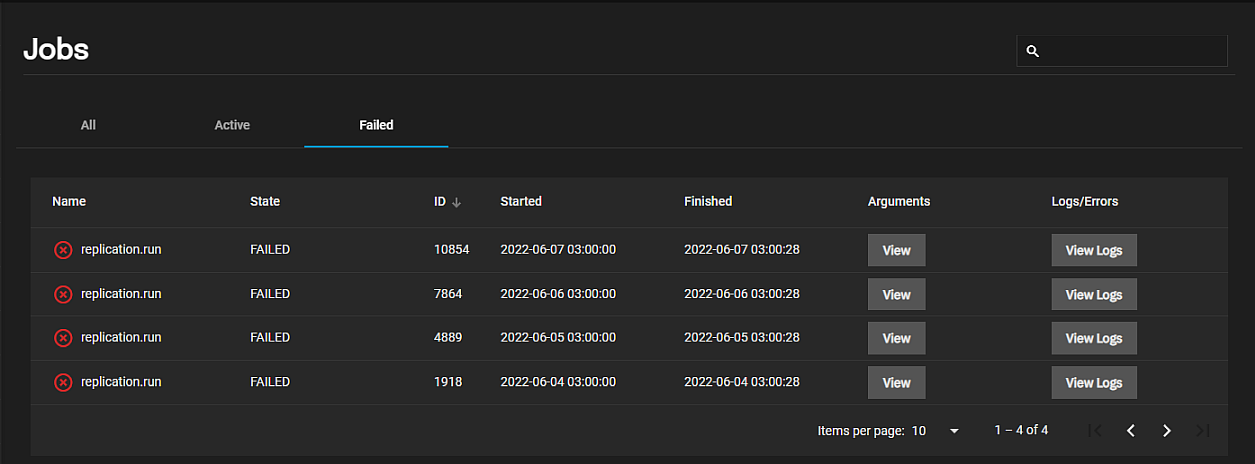 Jobs
All Active Failed
Name State ID Started Finished Arguments Logs/Errors
replication.run FAILED 10854 2022-06-07 03:00:00 2022-06-07 03:00:28 View View Logs
replication.run FAILED 7864 2022-06-06 03:00:00 2022-06-06 03:00:28 View View Logs
replication.run FAILED 4889 2022-06-05 03:00:00 2022-06-05 03:00:28 View View Logs
replication.run FAILED 1918 2022-06-04 03:00:00 2022-06-04 03:00:28 View View Logs
Items per page: 10 1 – 4 of 4